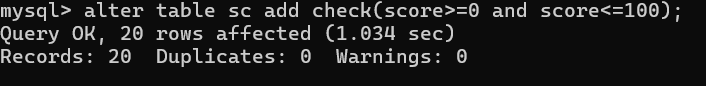 mysql> alter table sc add check(score>=0 and score<=100);
Query OK, 20 rows affected (1.034 sec)
Records: 20  Duplicates: 0  Warnings: 0